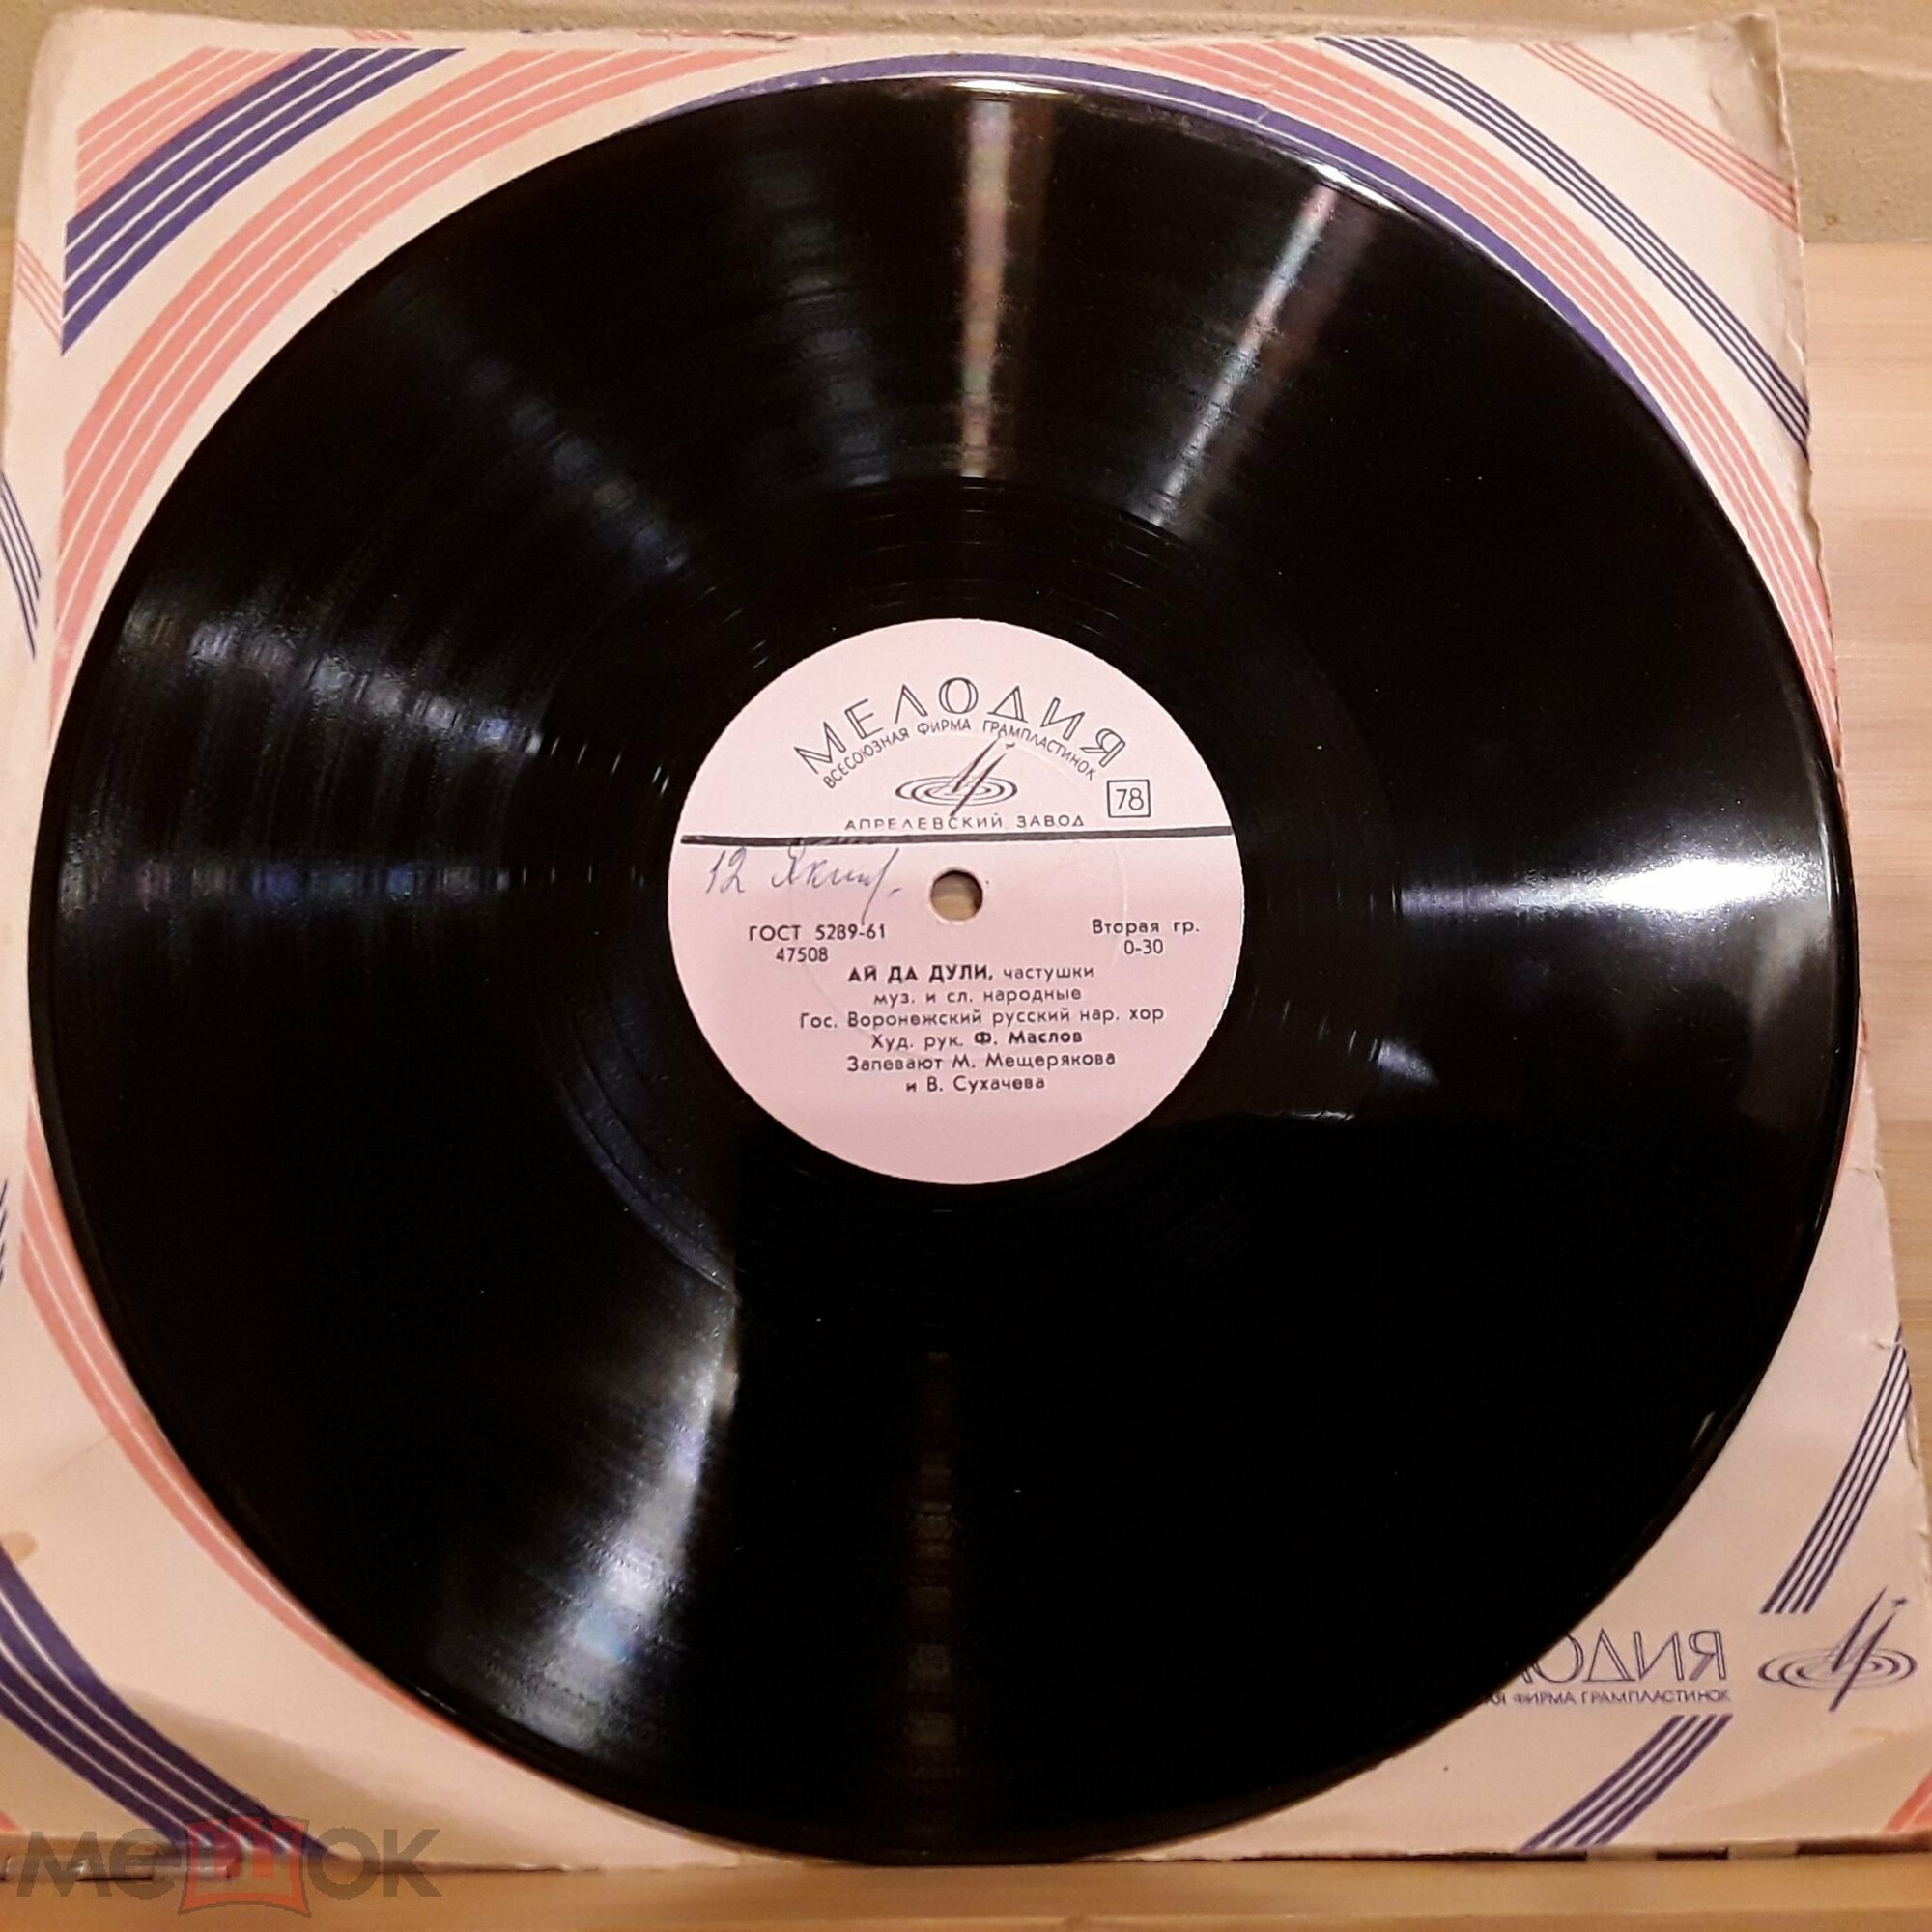 МЕЛОДИЯ
ВСЕСОЮЗНАЯ ФИРМА ГРАМПЛАСТИНОК
78
АПРЕЛЕВСКИЙ ЗАВОД
12
ГОСТ 5289-61
Вторая гр.
47508
0-30
АЙ ДА ДУЛИ, частушки
муз. и сл. народные
Гос. Воронежский русский нар. хор
Худ. рук. Ф. Маслов
Запевают М. Мещерякова
и В. Сухачева
ФИРМА ГРАМПЛАСТИНОК
мешок